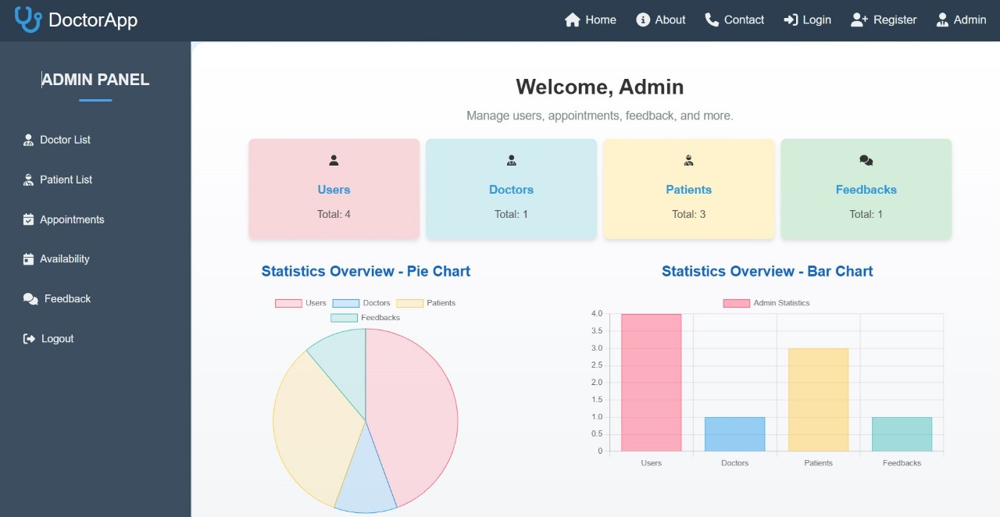 DoctorApp
Home About Contact Login Register Admin
ADMIN PANEL
Doctor List
Patient List
Appointments
Availability
Feedback
Logout
Welcome, Admin
Manage users, appointments, feedback, and more.
Users
Total: 4
Doctors
Total: 1
Patients
Total: 3
Feedbacks
Total: 1
Statistics Overview - Pie Chart
Users Doctors Patients
Feedbacks
Statistics Overview - Bar Chart
Admin Statistics
4.0
3.5
3.0
2.5
2.0
1.5
1.0
0.5
0
Users Doctors Patients Feedbacks